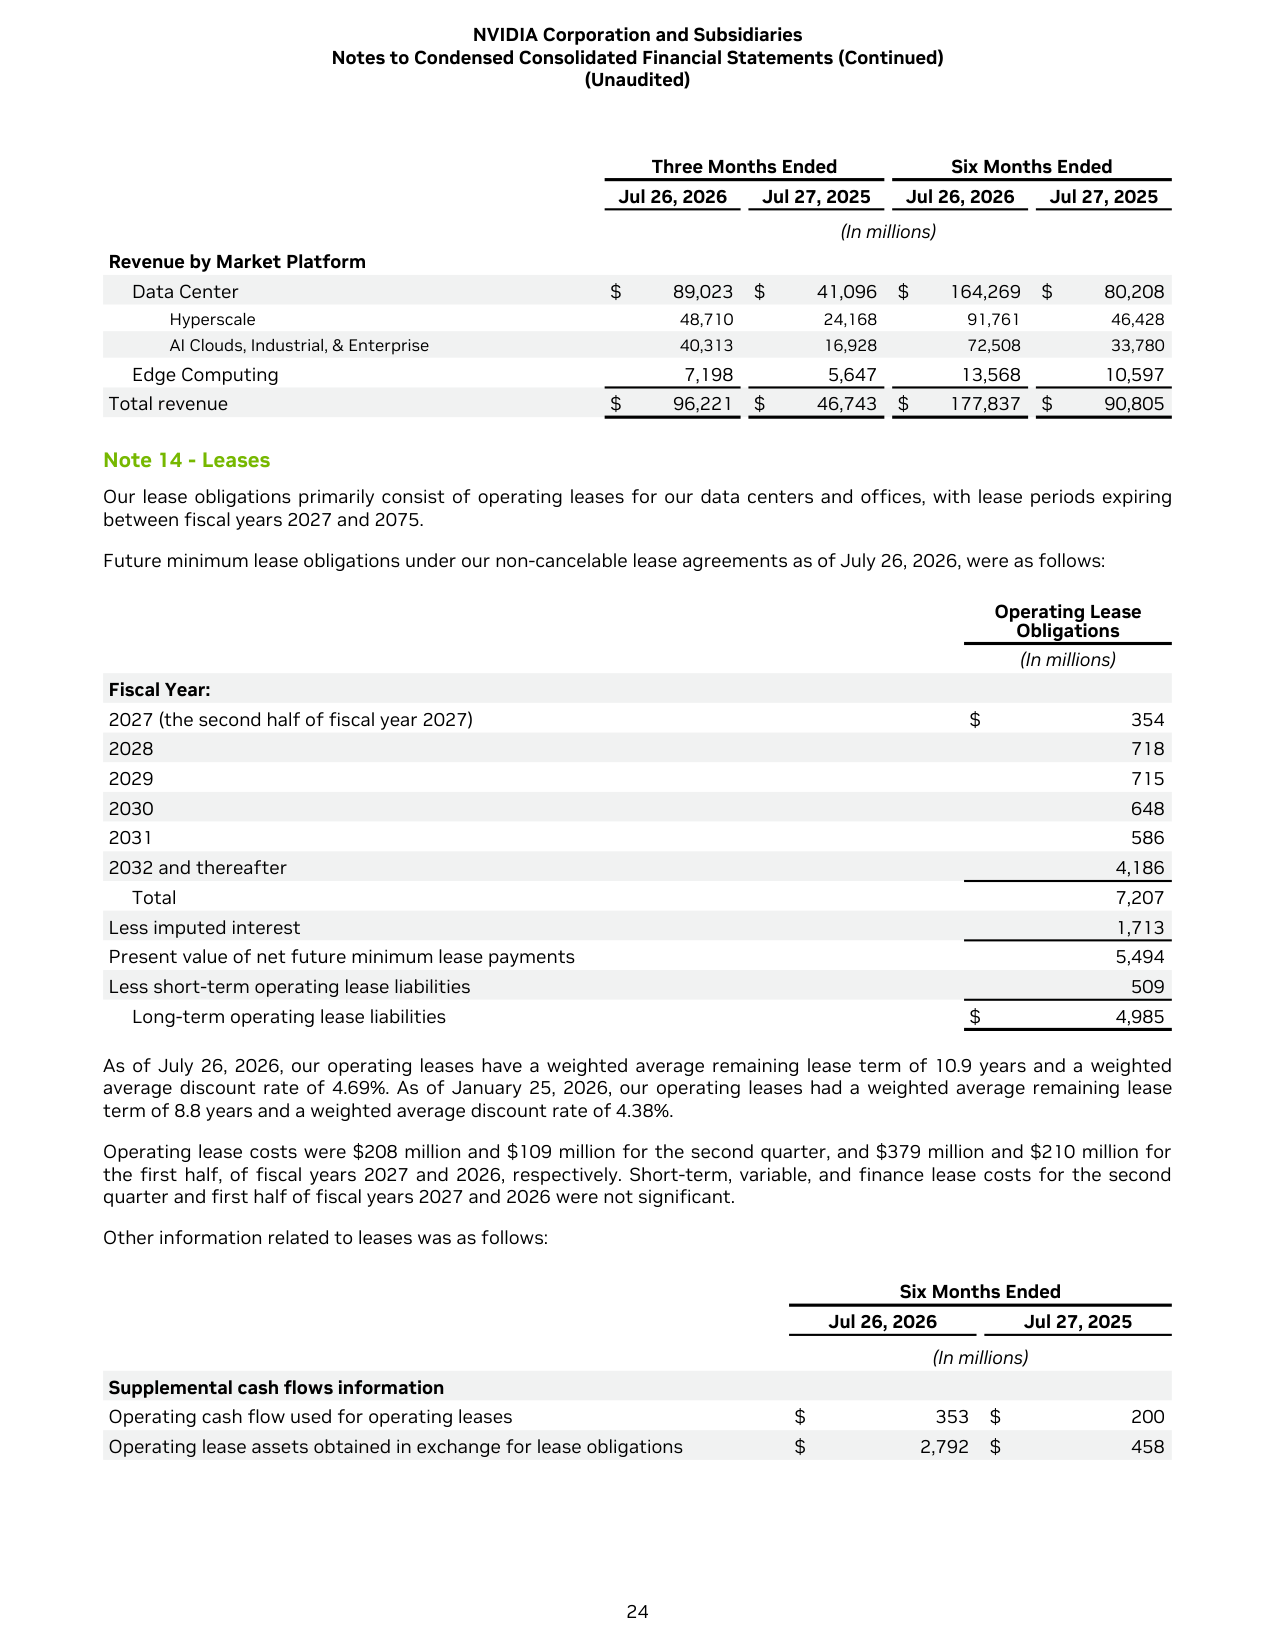 NVIDIA Corporation and Subsidiaries
Notes to Condensed Consolidated Financial Statements (Continued)
(Unaudited)
Three Months Ended Six Months Ended
Jul 26, 2026 Jul 27, 2025 Jul 26, 2026 Jul 27, 2025
(In millions)
Revenue by Market Platform
Data Center $ 89,023 $ 41,096 $ 164,269 $ 80,208
Hyperscale 48,710 24,168 91,761 46,428
AI Clouds, Industrial, & Enterprise 40,313 16,928 72,508 33,780
Edge Computing 7,198 5,647 13,568 10,597
Total revenue $ 96,221 $ 46,743 $ 177,837 $ 90,805
Note 14 - Leases
Our lease obligations primarily consist of operating leases for our data centers and offices, with lease periods expiring
between fiscal years 2027 and 2075.
Future minimum lease obligations under our non-cancelable lease agreements as of July 26, 2026, were as follows:
Operating Lease
Obligations
(In millions)
Fiscal Year:
2027 (the second half of fiscal year 2027) $ 354
2028 718
2029 715
2030 648
2031 586
2032 and thereafter 4,186
Total 7,207
Less imputed interest 1,713
Present value of net future minimum lease payments 5,494
Less short-term operating lease liabilities 509
Long-term operating lease liabilities $ 4,985
As of July 26, 2026, our operating leases have a weighted average remaining lease term of 10.9 years and a weighted
average discount rate of 4.69%. As of January 25, 2026, our operating leases had a weighted average remaining lease
term of 8.8 years and a weighted average discount rate of 4.38%.
Operating lease costs were $208 million and $109 million for the second quarter, and $379 million and $210 million for
the first half, of fiscal years 2027 and 2026, respectively. Short-term, variable, and finance lease costs for the second
quarter and first half of fiscal years 2027 and 2026 were not significant.
Other information related to leases was as follows:
Six Months Ended
Jul 26, 2026 Jul 27, 2025
(In millions)
Supplemental cash flows information
Operating cash flow used for operating leases $ 353 $ 200
Operating lease assets obtained in exchange for lease obligations $ 2,792 $ 458
24